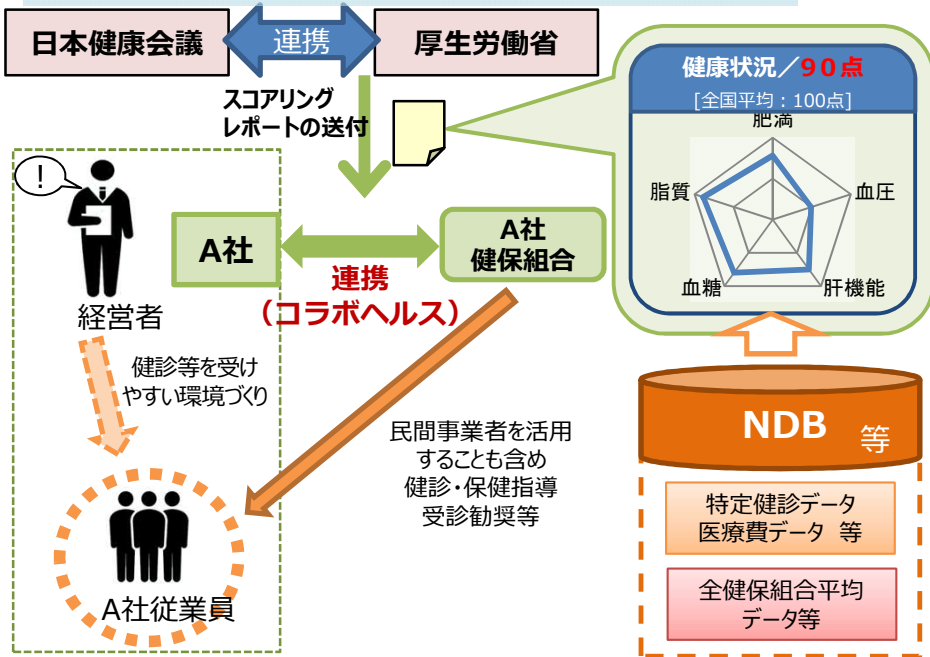 日本健康会議
連携
厚生労働省
スコアリング
レポートの送付
健康状況／９０点
[全国平均：100点]
肥満
脂質
血圧
血糖
肝機能
！
A社
A社
健保組合
連携
（コラボヘルス）
経営者
健診等を受け
やすい環境づくり
民間事業者を活用
することも含め
健診・保健指導
受診勧奨等
A社従業員
NDB 等
特定健診データ
医療費データ 等
全健保組合平均
データ等